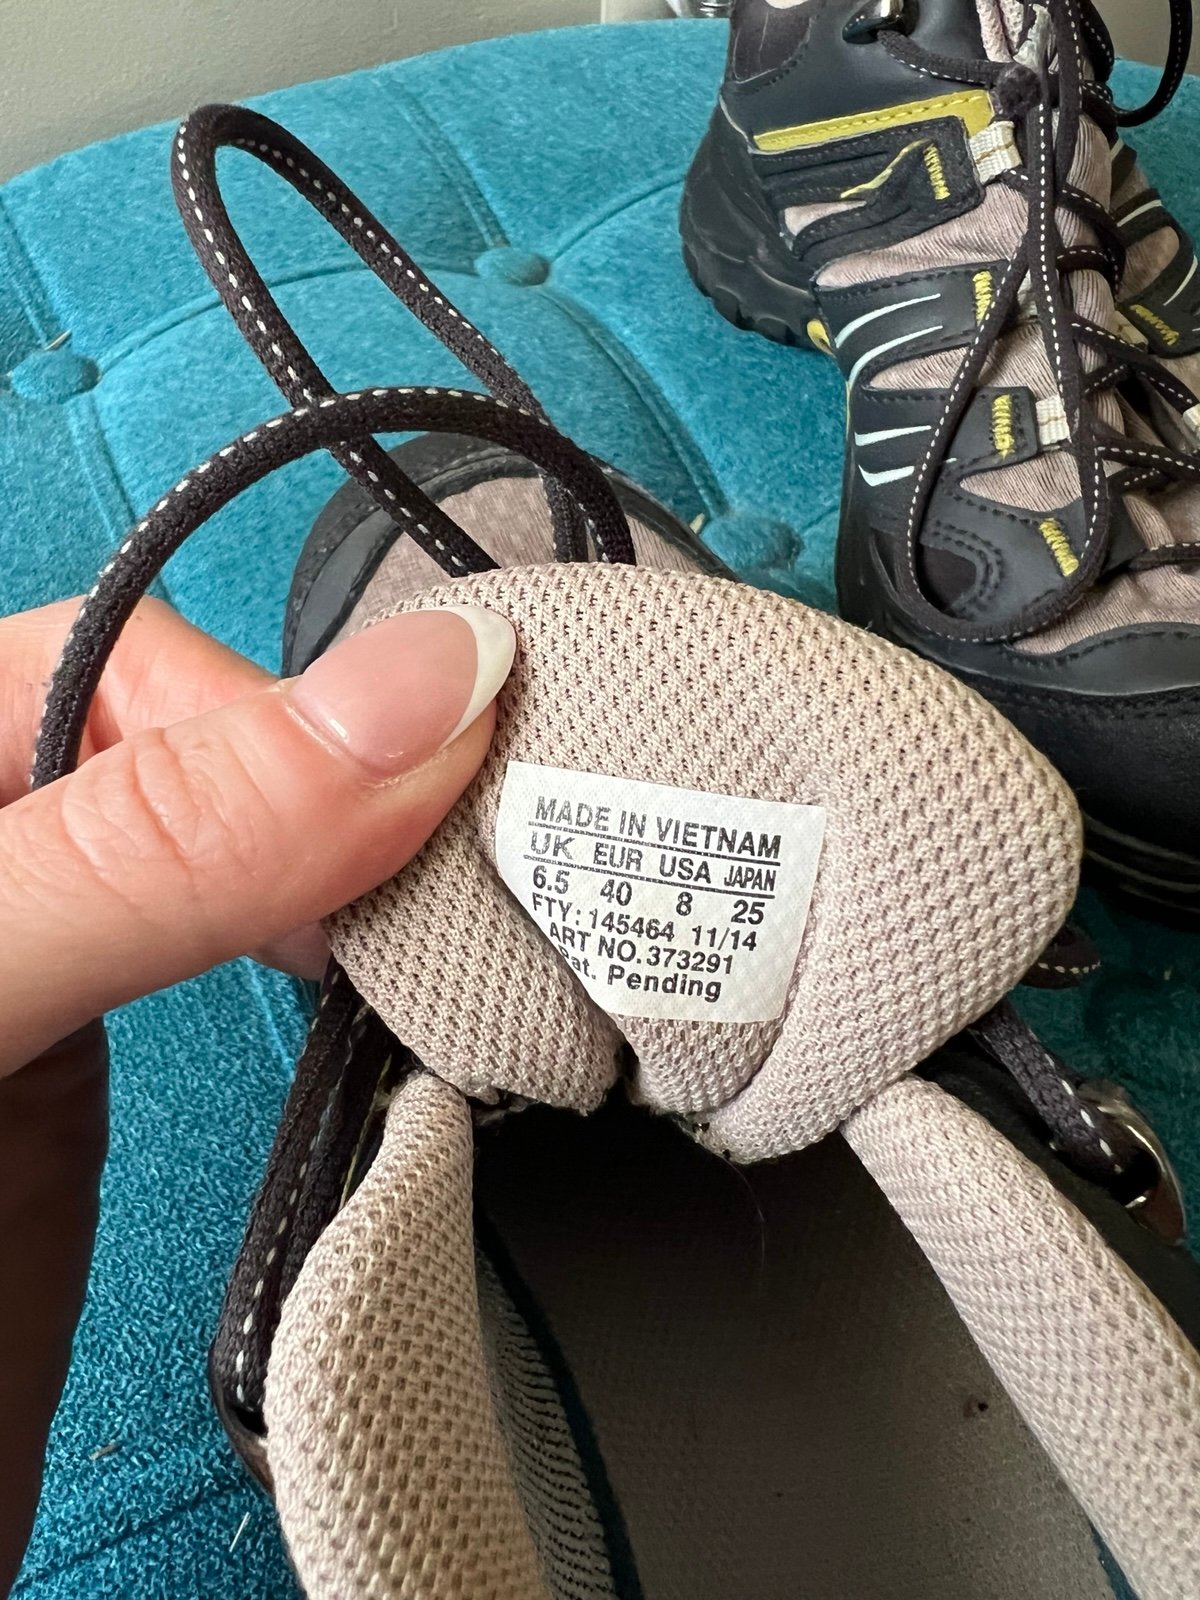 MADE IN VIETNAM
UK EUR USA JAPAN
6.5 40 8 25
FTY: 145464 11/14
ART NO. 373291
Pat. Pending